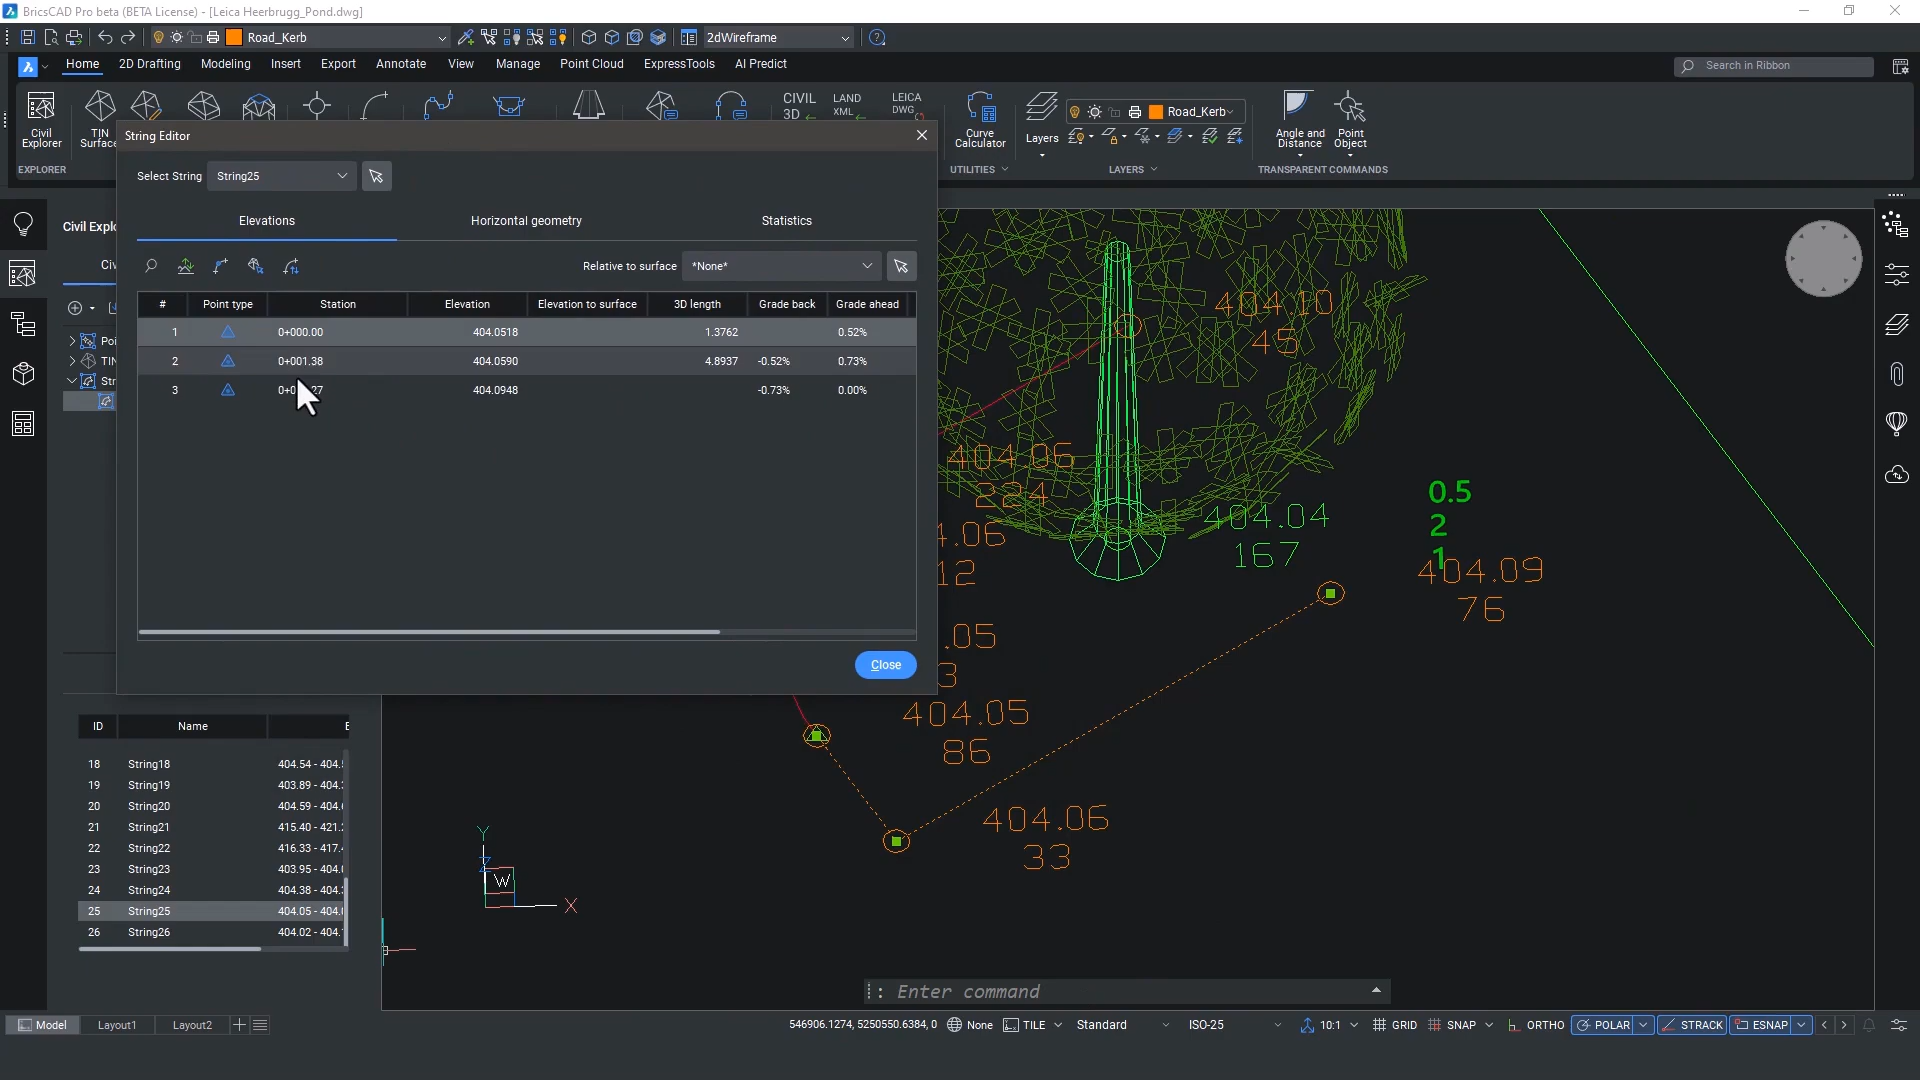 BricsCAD Pro beta (BETA License) - [Leica Heerbrugg_Pond.dwg]
Road_Kerb
2dWireframe
Home 2D Drafting Modeling Insert Export Annotate View Manage Point Cloud ExpressTools AI Predict
Search in Ribbon
Civil Explorer
TIN Surface
CIVIL 3D
LAND XML
LEICA DWG
Curve Calculator
Layers
Road_Kerb
Angle and Distance
Point Object
EXPLORER
UTILITIES
LAYERS
TRANSPARENT COMMANDS
String Editor
Select String String25
Civil Explo
Elevations Horizontal geometry Statistics
Civ
Relative to surface *None*
# Point type Station Elevation Elevation to surface 3D length Grade back Grade ahead
1 0+000.00 404.0518 1.3762 0.52%
2 0+001.38 404.0590 4.8937 -0.52% 0.73%
3 404.0948 -0.73% 0.00%
Poi
TIN
Str
Close
ID Name E
18 String18 404.54 - 404.
19 String19 403.89 - 404.
20 String20 404.59 - 404.
21 String21 415.40 - 421.
22 String22 416.33 - 417.
23 String23 403.95 - 404.
24 String24 404.38 - 404.
25 String25 404.05 - 404.
26 String26 404.02 - 404.
404.10
45
404.06
224
.06
12
404.04
167
0.5
2
1
404.09
76
.05
3
404.05
86
404.06
33
Y
Z
W
X
: Enter command
Model Layout1 Layout2
546906.1274, 5250550.6384, 0 None TILE Standard ISO-25 10:1 GRID SNAP ORTHO POLAR STRACK ESNAP